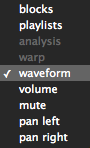 blocks
playlists
analysis
warp
✓ waveform
volume
mute
pan left
pan right